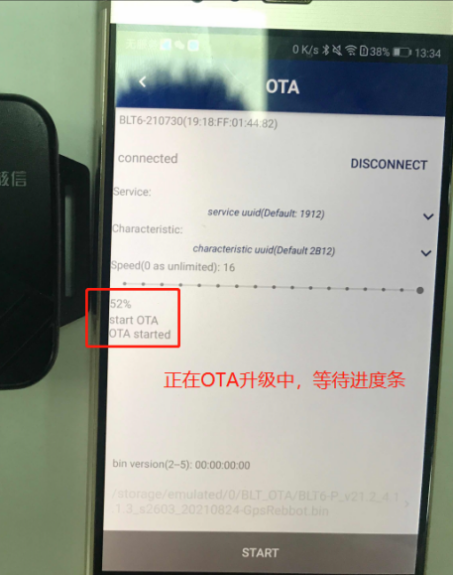 0 K/s 38% 13:34
OTA
BLT6-210730(19:18:FF:01:44:82)
connected
DISCONNECT
Service:
service uuid(Default: 1912)
Characteristic:
characteristic uuid(Default 2B12)
Speed(0 as unlimited): 16
52%
start OTA
OTA started
正在OTA升级中，等待进度条
bin version(2–5): 00:00:00:00
/storage/emulated/0/BLT_OTA/BLT6-P_v21.2_4.1
.1.3_s2603_20210824-GpsRebbot.bin
START
信